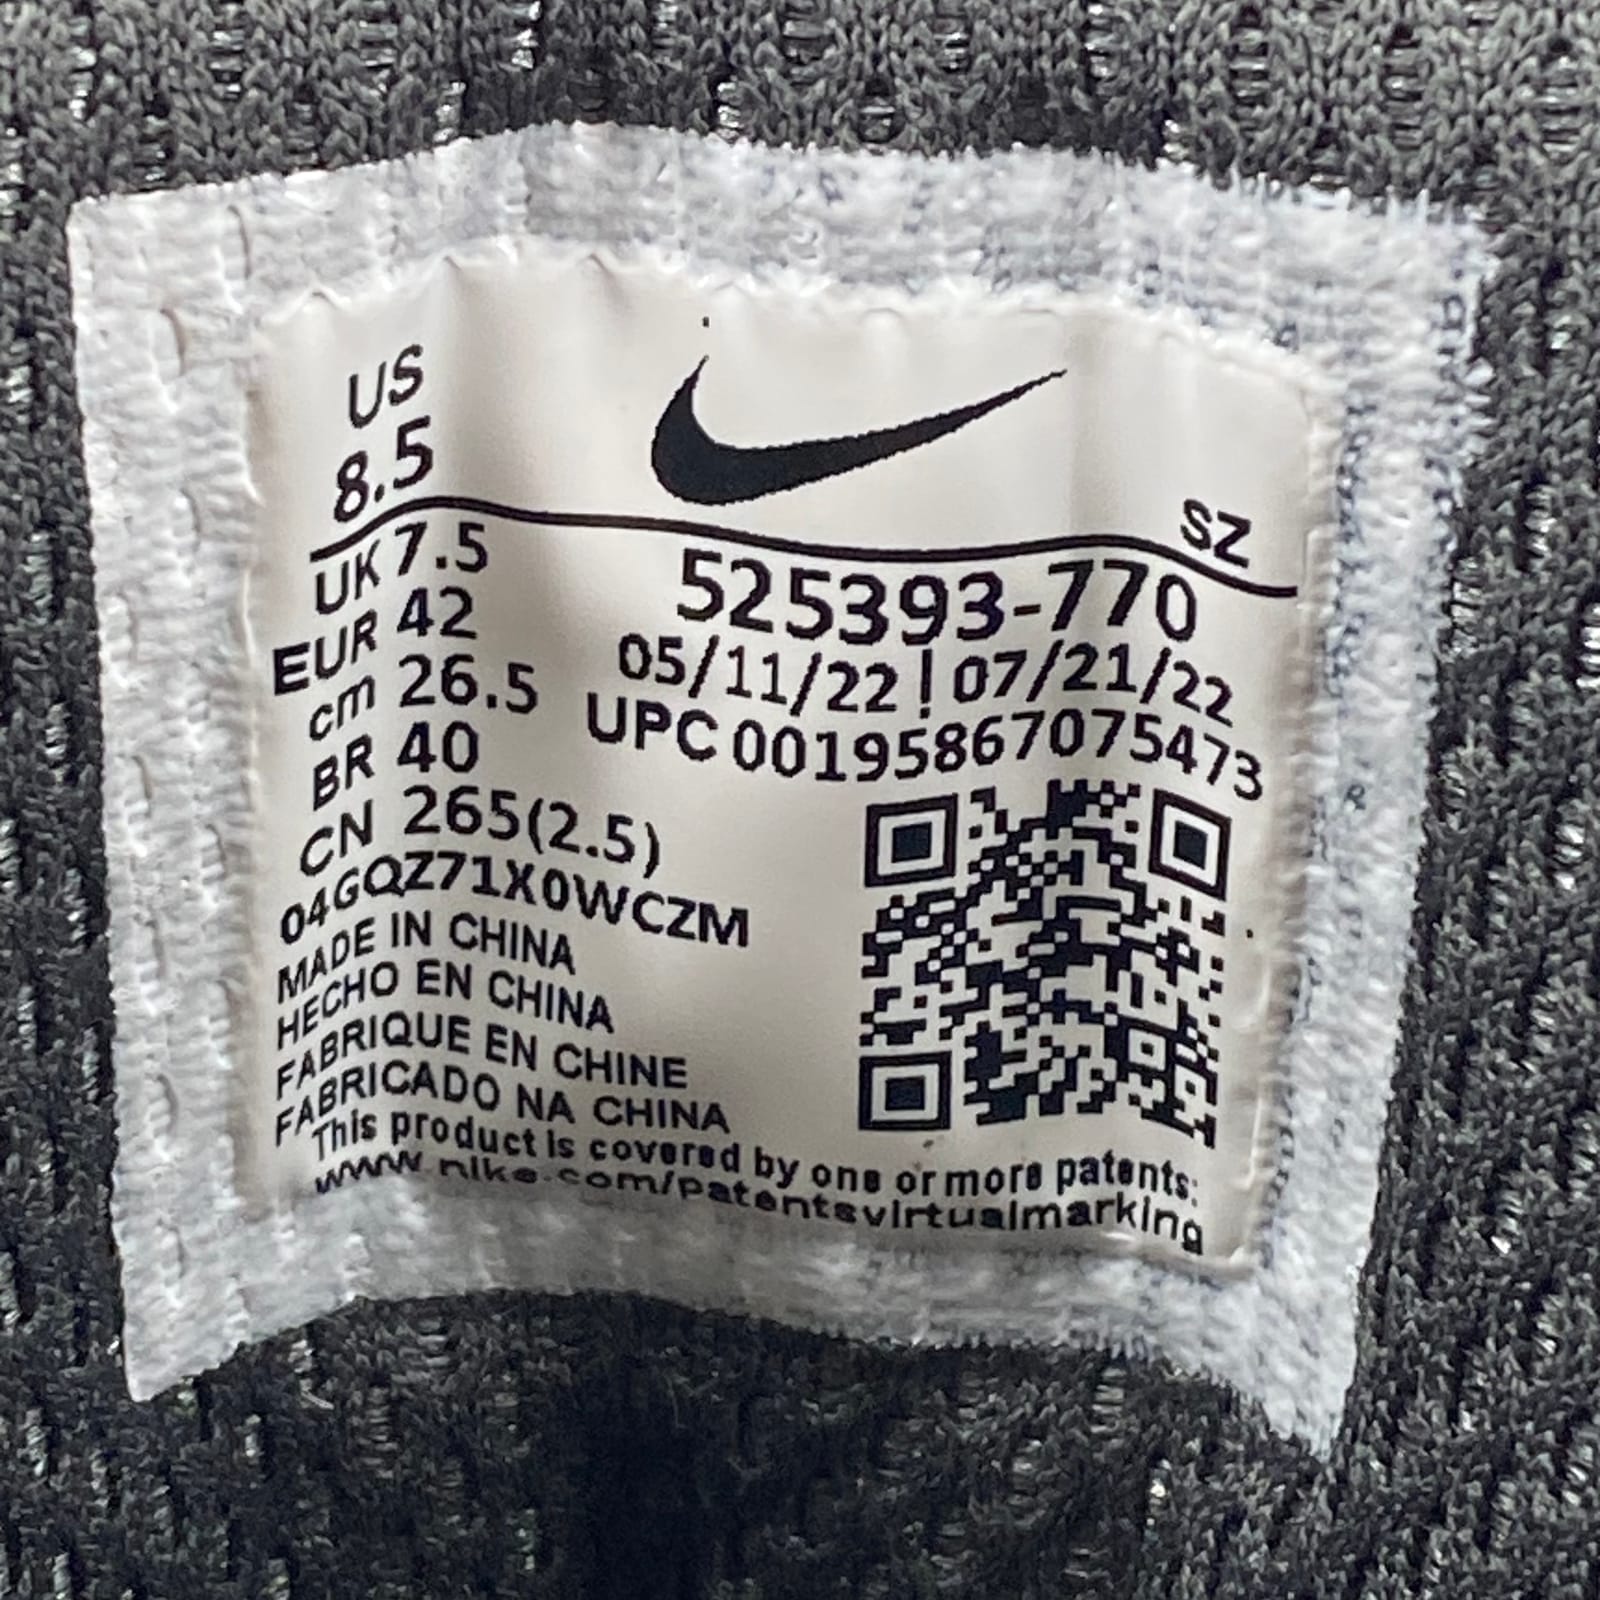 US
8.5
SZ
UK 7.5
EUR 42
cm 26.5
BR 40
CN 265(2.5)
525393-770
05/11/22 ! 07/21/22
UPC 00195867075473
04GQZ71X0WCZM
MADE IN CHINA
HECHO EN CHINA
FABRIQUE EN CHINE
FABRICADO NA CHINA
This product is covered by one or more patents:
www.nike.com/patentsvirtualmarking